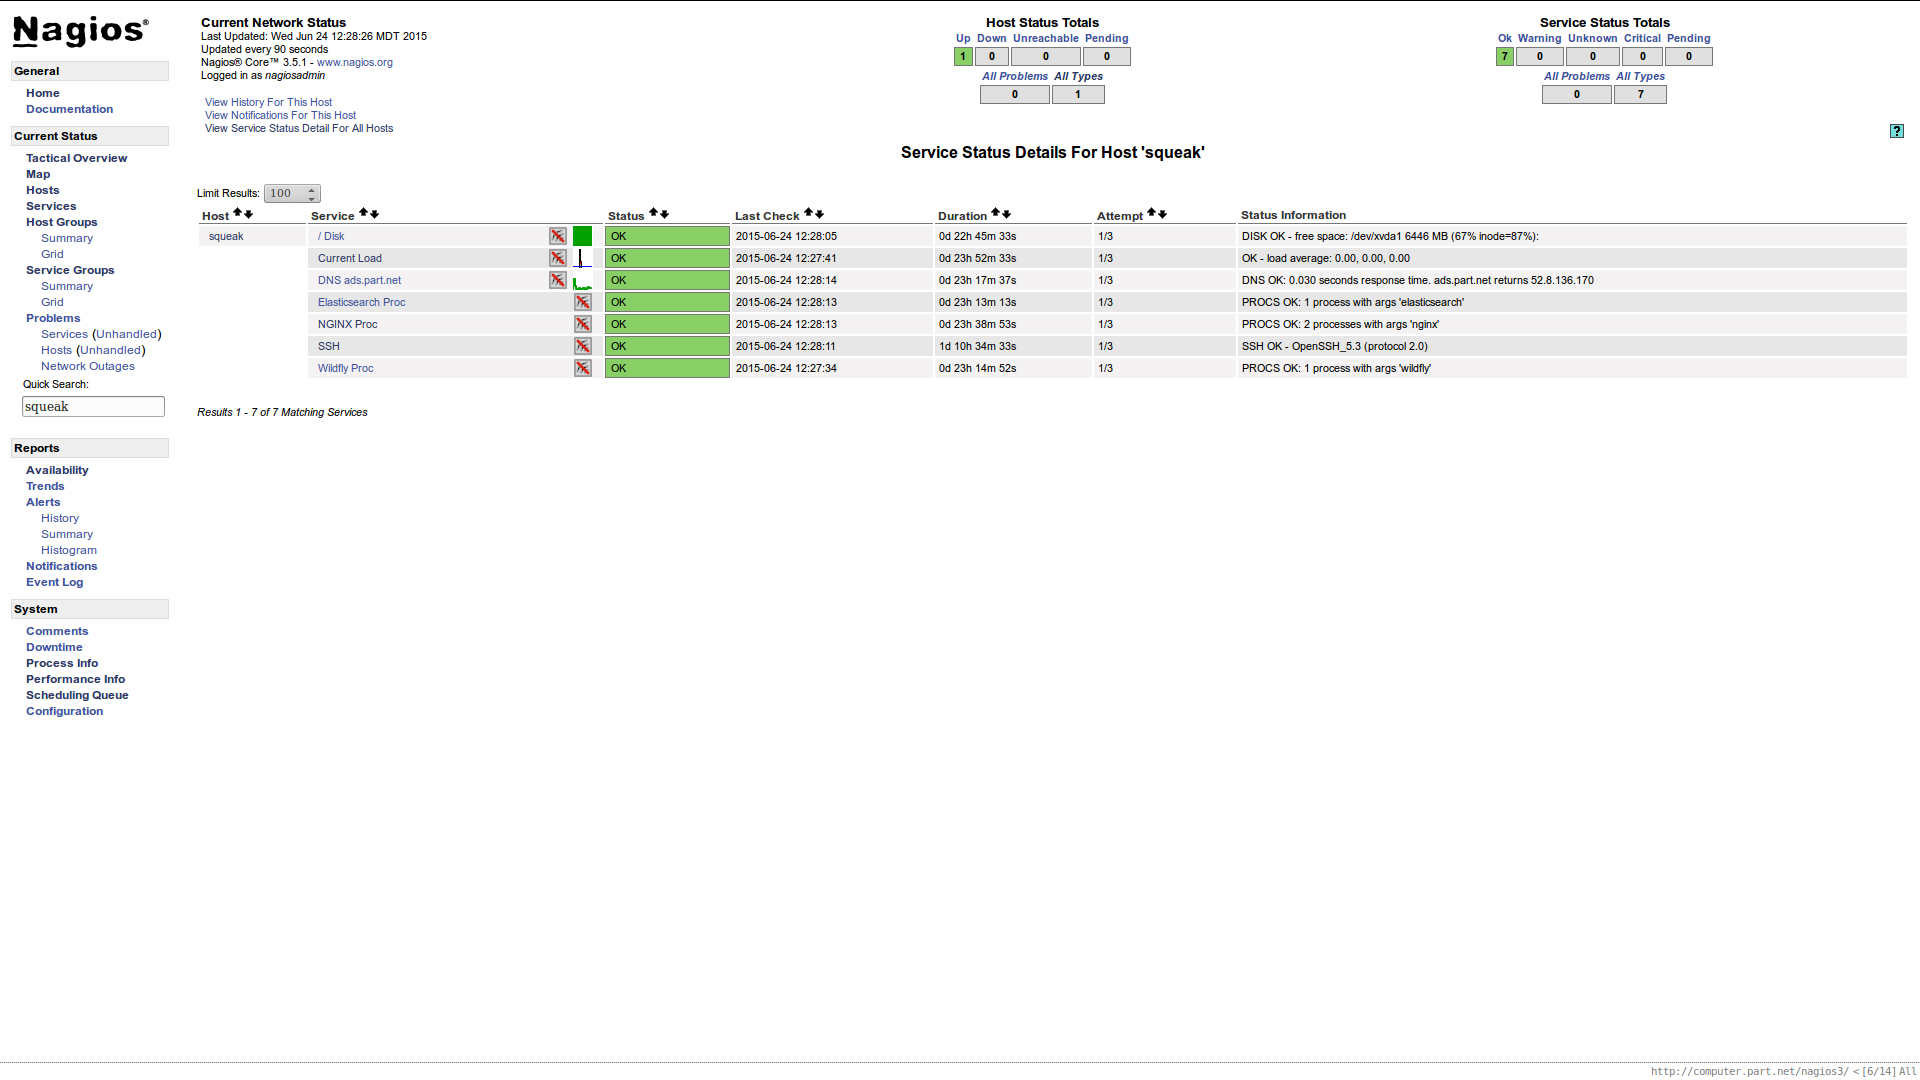 Nagios®
General
Home
Documentation
Current Status
Tactical Overview
Map
Hosts
Services
Host Groups
Summary
Grid
Service Groups
Summary
Grid
Problems
Services (Unhandled)
Hosts (Unhandled)
Network Outages
Quick Search:
squeak
Reports
Availability
Trends
Alerts
History
Summary
Histogram
Notifications
Event Log
System
Comments
Downtime
Process Info
Performance Info
Scheduling Queue
Configuration
Current Network Status
Last Updated: Wed Jun 24 12:28:26 MDT 2015
Updated every 90 seconds
Nagios® Core™ 3.5.1 - www.nagios.org
Logged in as nagiosadmin
View History For This Host
View Notifications For This Host
View Service Status Detail For All Hosts
Host Status Totals
Up Down Unreachable Pending
1 0 0 0
All Problems All Types
0 1
Service Status Totals
Ok Warning Unknown Critical Pending
7 0 0 0 0
All Problems All Types
0 7
?
Service Status Details For Host 'squeak'
Limit Results: 100
Host Service Status Last Check Duration Attempt Status Information
squeak / Disk OK 2015-06-24 12:28:05 0d 22h 45m 33s 1/3 DISK OK - free space: /dev/xvda1 6446 MB (67% inode=87%):
Current Load OK 2015-06-24 12:27:41 0d 23h 52m 33s 1/3 OK - load average: 0.00, 0.00, 0.00
DNS ads.part.net OK 2015-06-24 12:28:14 0d 23h 17m 37s 1/3 DNS OK: 0.030 seconds response time. ads.part.net returns 52.8.136.170
Elasticsearch Proc OK 2015-06-24 12:28:13 0d 23h 13m 13s 1/3 PROCS OK: 1 process with args 'elasticsearch'
NGINX Proc OK 2015-06-24 12:28:13 0d 23h 38m 53s 1/3 PROCS OK: 2 processes with args 'nginx'
SSH OK 2015-06-24 12:28:11 1d 10h 34m 33s 1/3 SSH OK - OpenSSH_5.3 (protocol 2.0)
Wildfly Proc OK 2015-06-24 12:27:34 0d 23h 14m 52s 1/3 PROCS OK: 1 process with args 'wildfly'
Results 1 - 7 of 7 Matching Services
http://computer.part.net/nagios3/ < [6/14] All